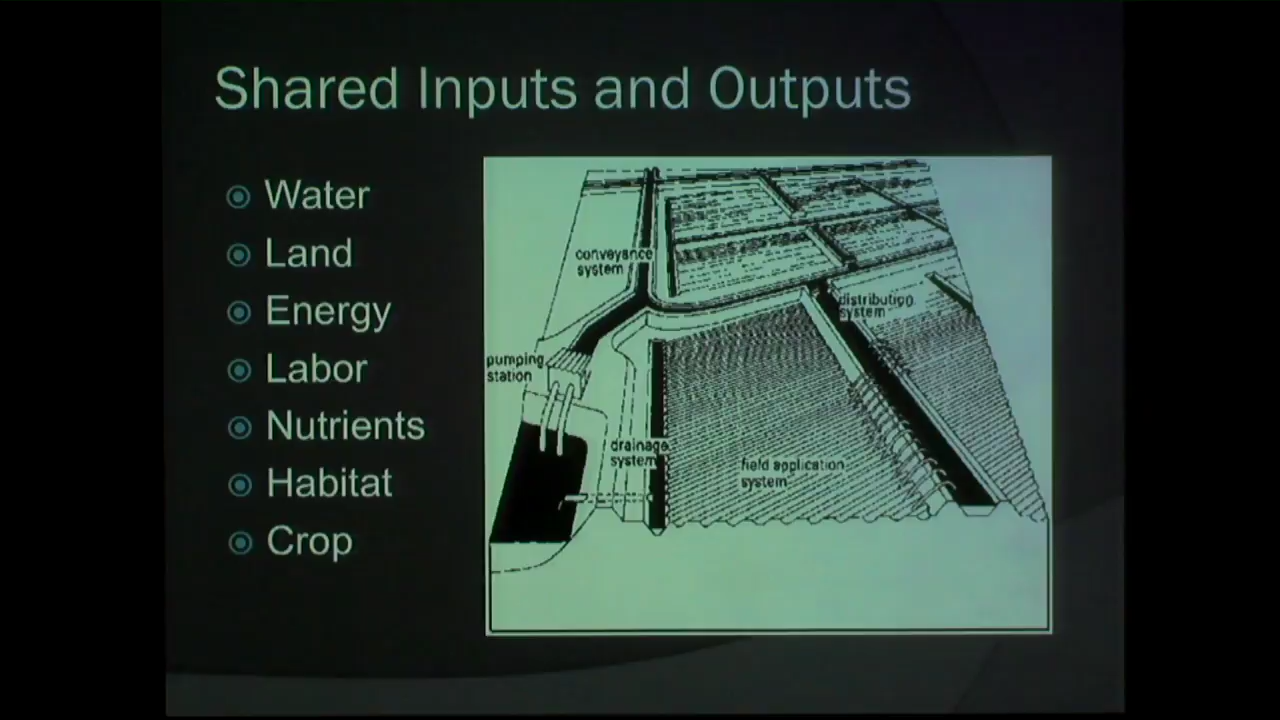 Shared Inputs and Outputs
Water
Land
Energy
Labor
Nutrients
Habitat
Crop
conveyance
system
distribution
system
pumping
station
drainage
system
field application
system